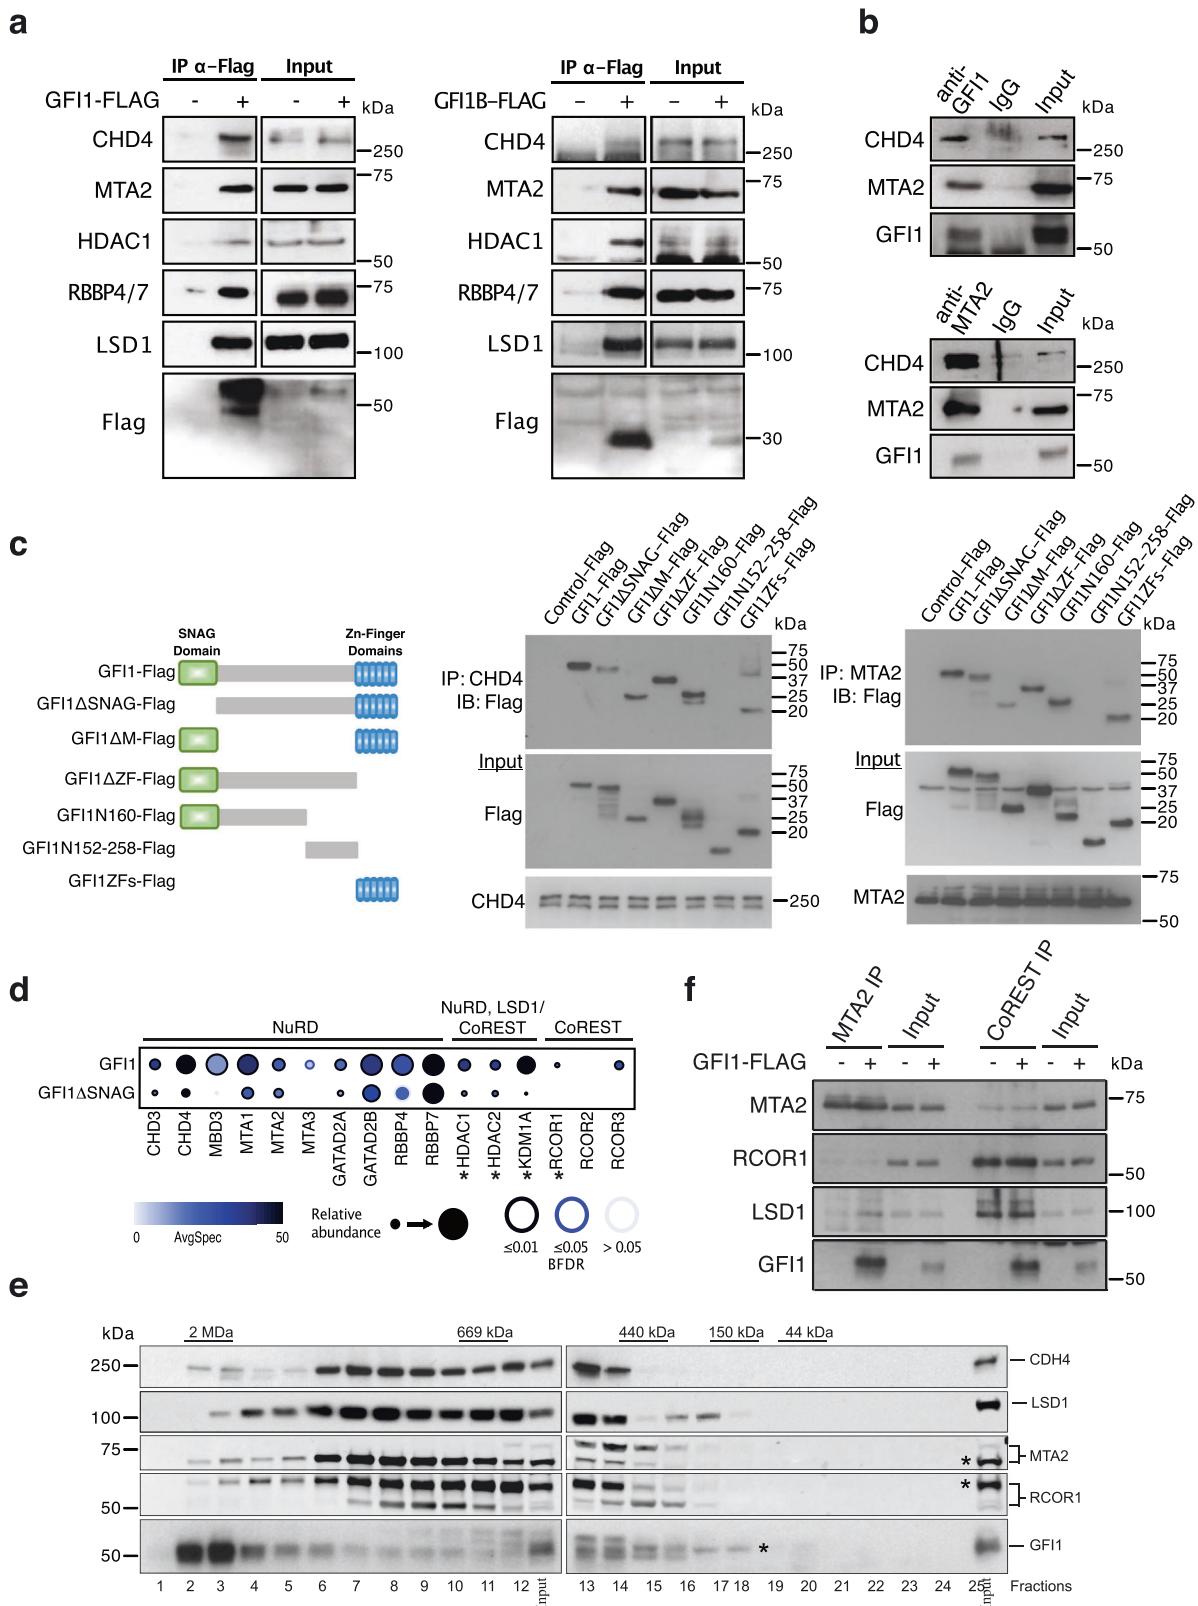 a
IP α–Flag Input
GFI1-FLAG - + - + kDa
CHD4
250
MTA2
75
HDAC1
50
RBBP4/7
75
LSD1
100
Flag
50
IP α–Flag Input
GFI1B–FLAG – + – + kDa
CHD4
250
MTA2
75
HDAC1
50
RBBP4/7
75
LSD1
100
Flag
30
b
anti-GFI1 IgG Input
kDa
CHD4
250
MTA2
75
GFI1
50
anti-MTA2 IgG Input
kDa
CHD4
250
MTA2
75
GFI1
50
c
SNAG Domain
Zn-Finger Domains
GFI1-Flag
GFI1ΔSNAG-Flag
GFI1ΔM-Flag
GFI1ΔZF-Flag
GFI1N160-Flag
GFI1N152-258-Flag
GFI1ZFs-Flag
Control–Flag
GFI1–Flag
GFI1ΔSNAG–Flag
GFI1ΔM–Flag
GFI1ΔZF–Flag
GFI1N160–Flag
GFI1N152–258–Flag
GFI1ZFs–Flag
kDa
IP: CHD4
IB: Flag
75
50
37
25
20
Input
Flag
75
50
37
25
20
CHD4
250
Control–Flag
GFI1–Flag
GFI1ΔSNAG–Flag
GFI1ΔM–Flag
GFI1ΔZF–Flag
GFI1N160–Flag
GFI1N152–258–Flag
GFI1ZFs–Flag
kDa
IP: MTA2
IB: Flag
75
50
37
25
20
Input
Flag
75
50
37
25
20
MTA2
75
50
d
NuRD
NuRD, LSD1/
CoREST
CoREST
GFI1
GFI1ΔSNAG
CHD3
CHD4
MBD3
MTA1
MTA2
MTA3
GATAD2A
GATAD2B
RBBP4
RBBP7
*HDAC1
*HDAC2
*KDM1A
*RCOR1
RCOR2
RCOR3
0 AvgSpec 50
Relative
abundance
≤0.01 ≤0.05 > 0.05
BFDR
f
MTA2 IP Input CoREST IP Input
GFI1-FLAG - + - + - + - + kDa
MTA2
75
RCOR1
50
LSD1
100
GFI1
50
e
kDa 2 MDa 669 kDa 440 kDa 150 kDa 44 kDa
250 CDH4
100 LSD1
75 * MTA2
50 * RCOR1
50 * GFI1
1 2 3 4 5 6 7 8 9 10 11 12 Input 13 14 15 16 17 18 19 20 21 22 23 24 25 Input Fractions